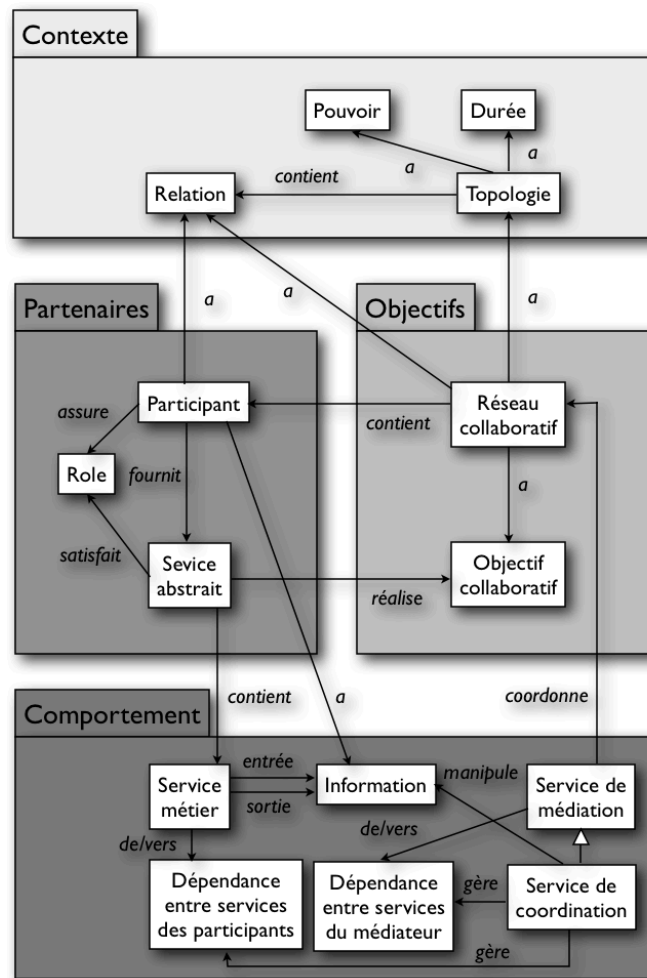 Contexte
Pouvoir
Durée
a
a
contient
Relation
Topologie
Partenaires
Objectifs
a
a
a
assure
Participant
contient
Réseau
collaboratif
Role
fournit
a
satisfait
Sevice
abstrait
réalise
Objectif
collaboratif
contient
a
coordonne
Comportement
entrée
manipule
Service
métier
Information
Service de
médiation
sortie
de/vers
de/vers
Dépendance
entre services
des participants
Dépendance
entre services
du médiateur
gère
Service de
coordination
gère